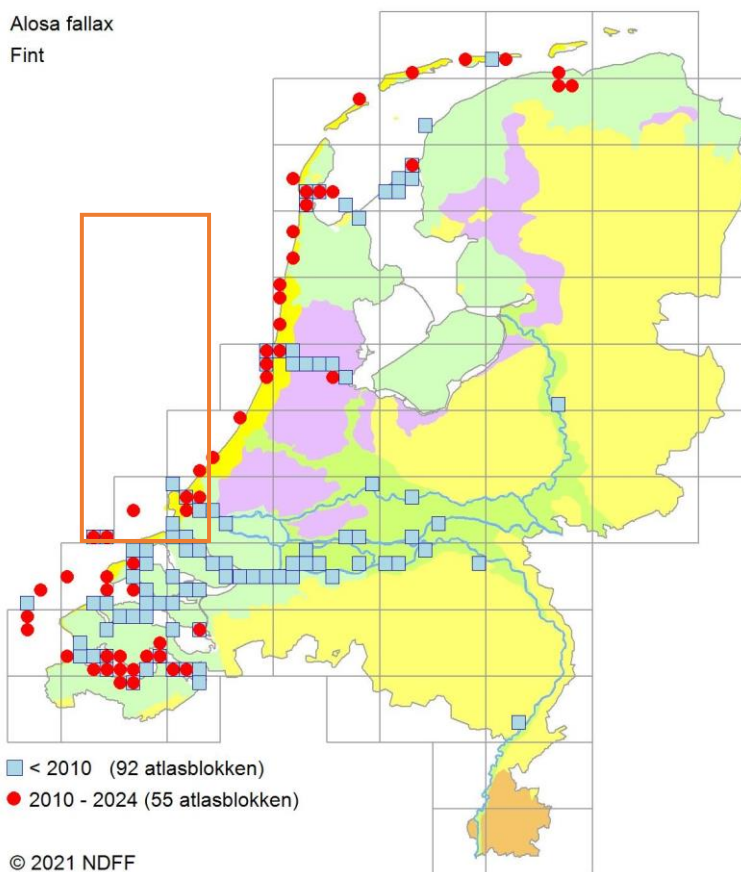 Alosa fallax
Fint
< 2010 (92 atlasblokken)
2010 - 2024 (55 atlasblokken)
© 2021 NDFF